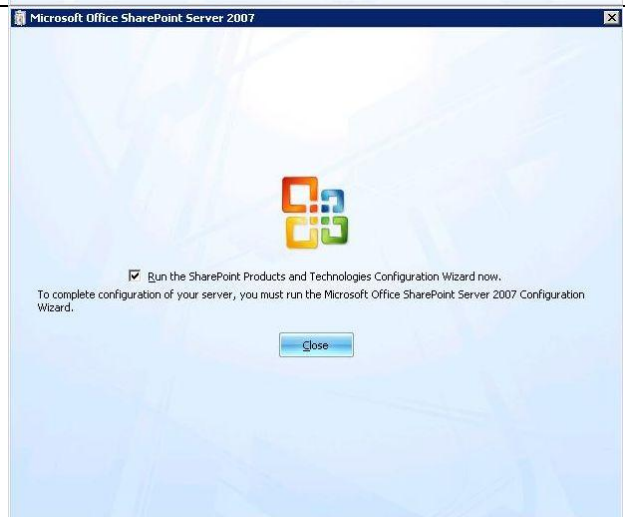 Microsoft Office SharePoint Server 2007
Run the SharePoint Products and Technologies Configuration Wizard now.
To complete configuration of your server, you must run the Microsoft Office SharePoint Server 2007 Configuration
Wizard.
Close